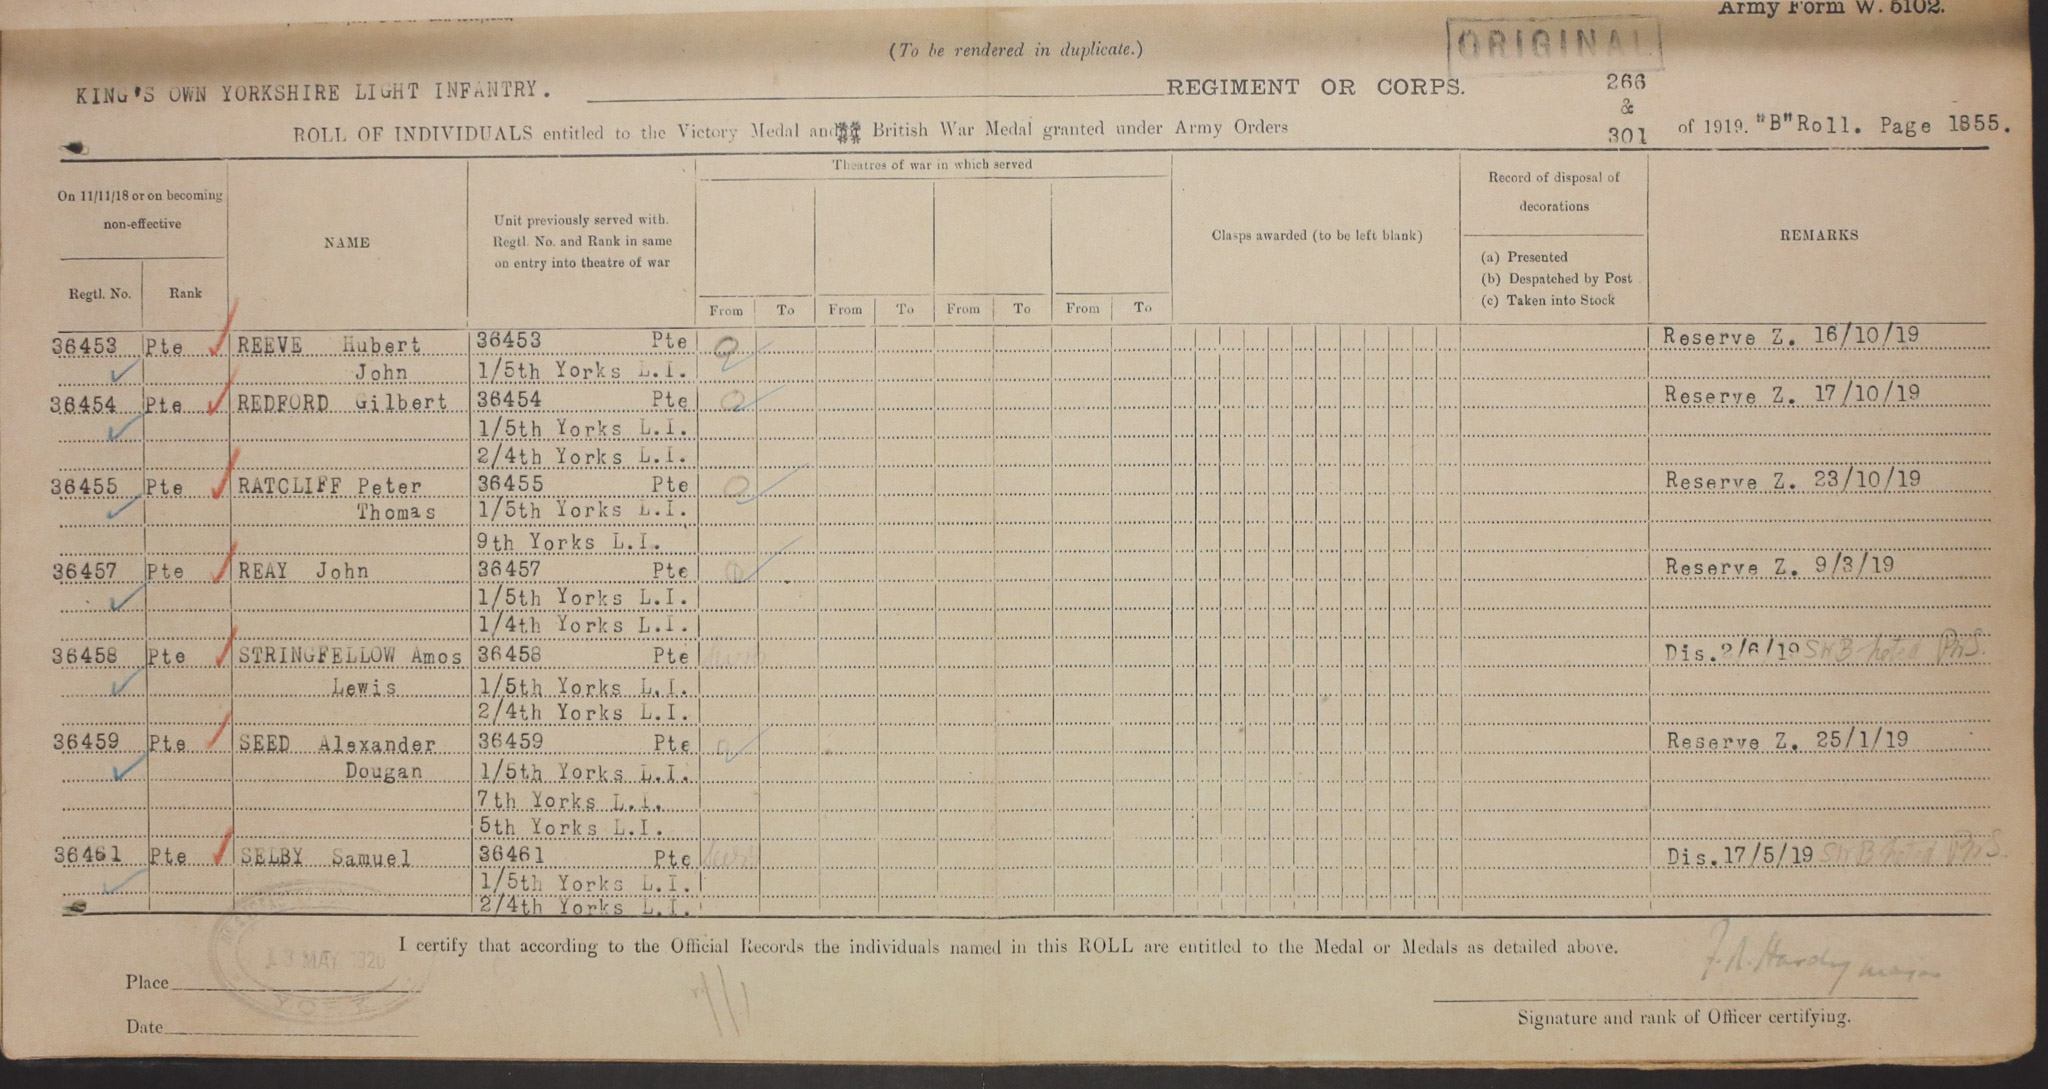 Army Form W. 5102.
(To be rendered in duplicate.)
ORIGINAL
KING'S OWN YORKSHIRE LIGHT INFANTRY. REGIMENT OR CORPS. 266
&
ROLL OF INDIVIDUALS entitled to the Victory Medal and British War Medal granted under Army Orders 301 of 1919. "B" Roll. Page 1855.
On 11/11/18 or on becoming non-effective
Regtl. No.
Rank
NAME
Unit previously served with. Regtl. No. and Rank in same on entry into theatre of war
Theatres of war in which served
From To From To From To From To
Clasps awarded (to be left blank)
Record of disposal of decorations
(a) Presented
(b) Despatched by Post
(c) Taken into Stock
REMARKS
36453 Pte REEVE Hubert 36453 Pte Reserve Z. 16/10/19
John 1/5th Yorks L.I.
36454 Pte REDFORD Gilbert 36454 Pte Reserve Z. 17/10/19
1/5th Yorks L.I.
2/4th Yorks L.I.
36455 Pte RATCLIFF Peter 36455 Pte Reserve Z. 23/10/19
Thomas 1/5th Yorks L.I.
9th Yorks L.I.
36457 Pte REAY John 36457 Pte Reserve Z. 9/3/19
1/5th Yorks L.I.
1/4th Yorks L.I.
36458 Pte STRINGFELLOW Amos 36458 Pte Dis. 2/6/19 SWB noted
Lewis 1/5th Yorks L.I.
2/4th Yorks L.I.
36459 Pte SEED Alexander 36459 Pte Reserve Z. 25/1/19
Dougan 1/5th Yorks L.I.
7th Yorks L.I.
5th Yorks L.I.
36461 Pte SELBY Samuel 36461 Pte Dis. 17/5/19 SWB noted
1/5th Yorks L.I.
2/4th Yorks L.I.
I certify that according to the Official Records the individuals named in this ROLL are entitled to the Medal or Medals as detailed above.
13 MAY 1920
YORK
Place
Hardy major
Date
Signature and rank of Officer certifying.